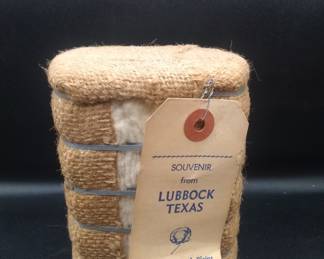 SOUVENIR
from
LUBBOCK
TEXAS